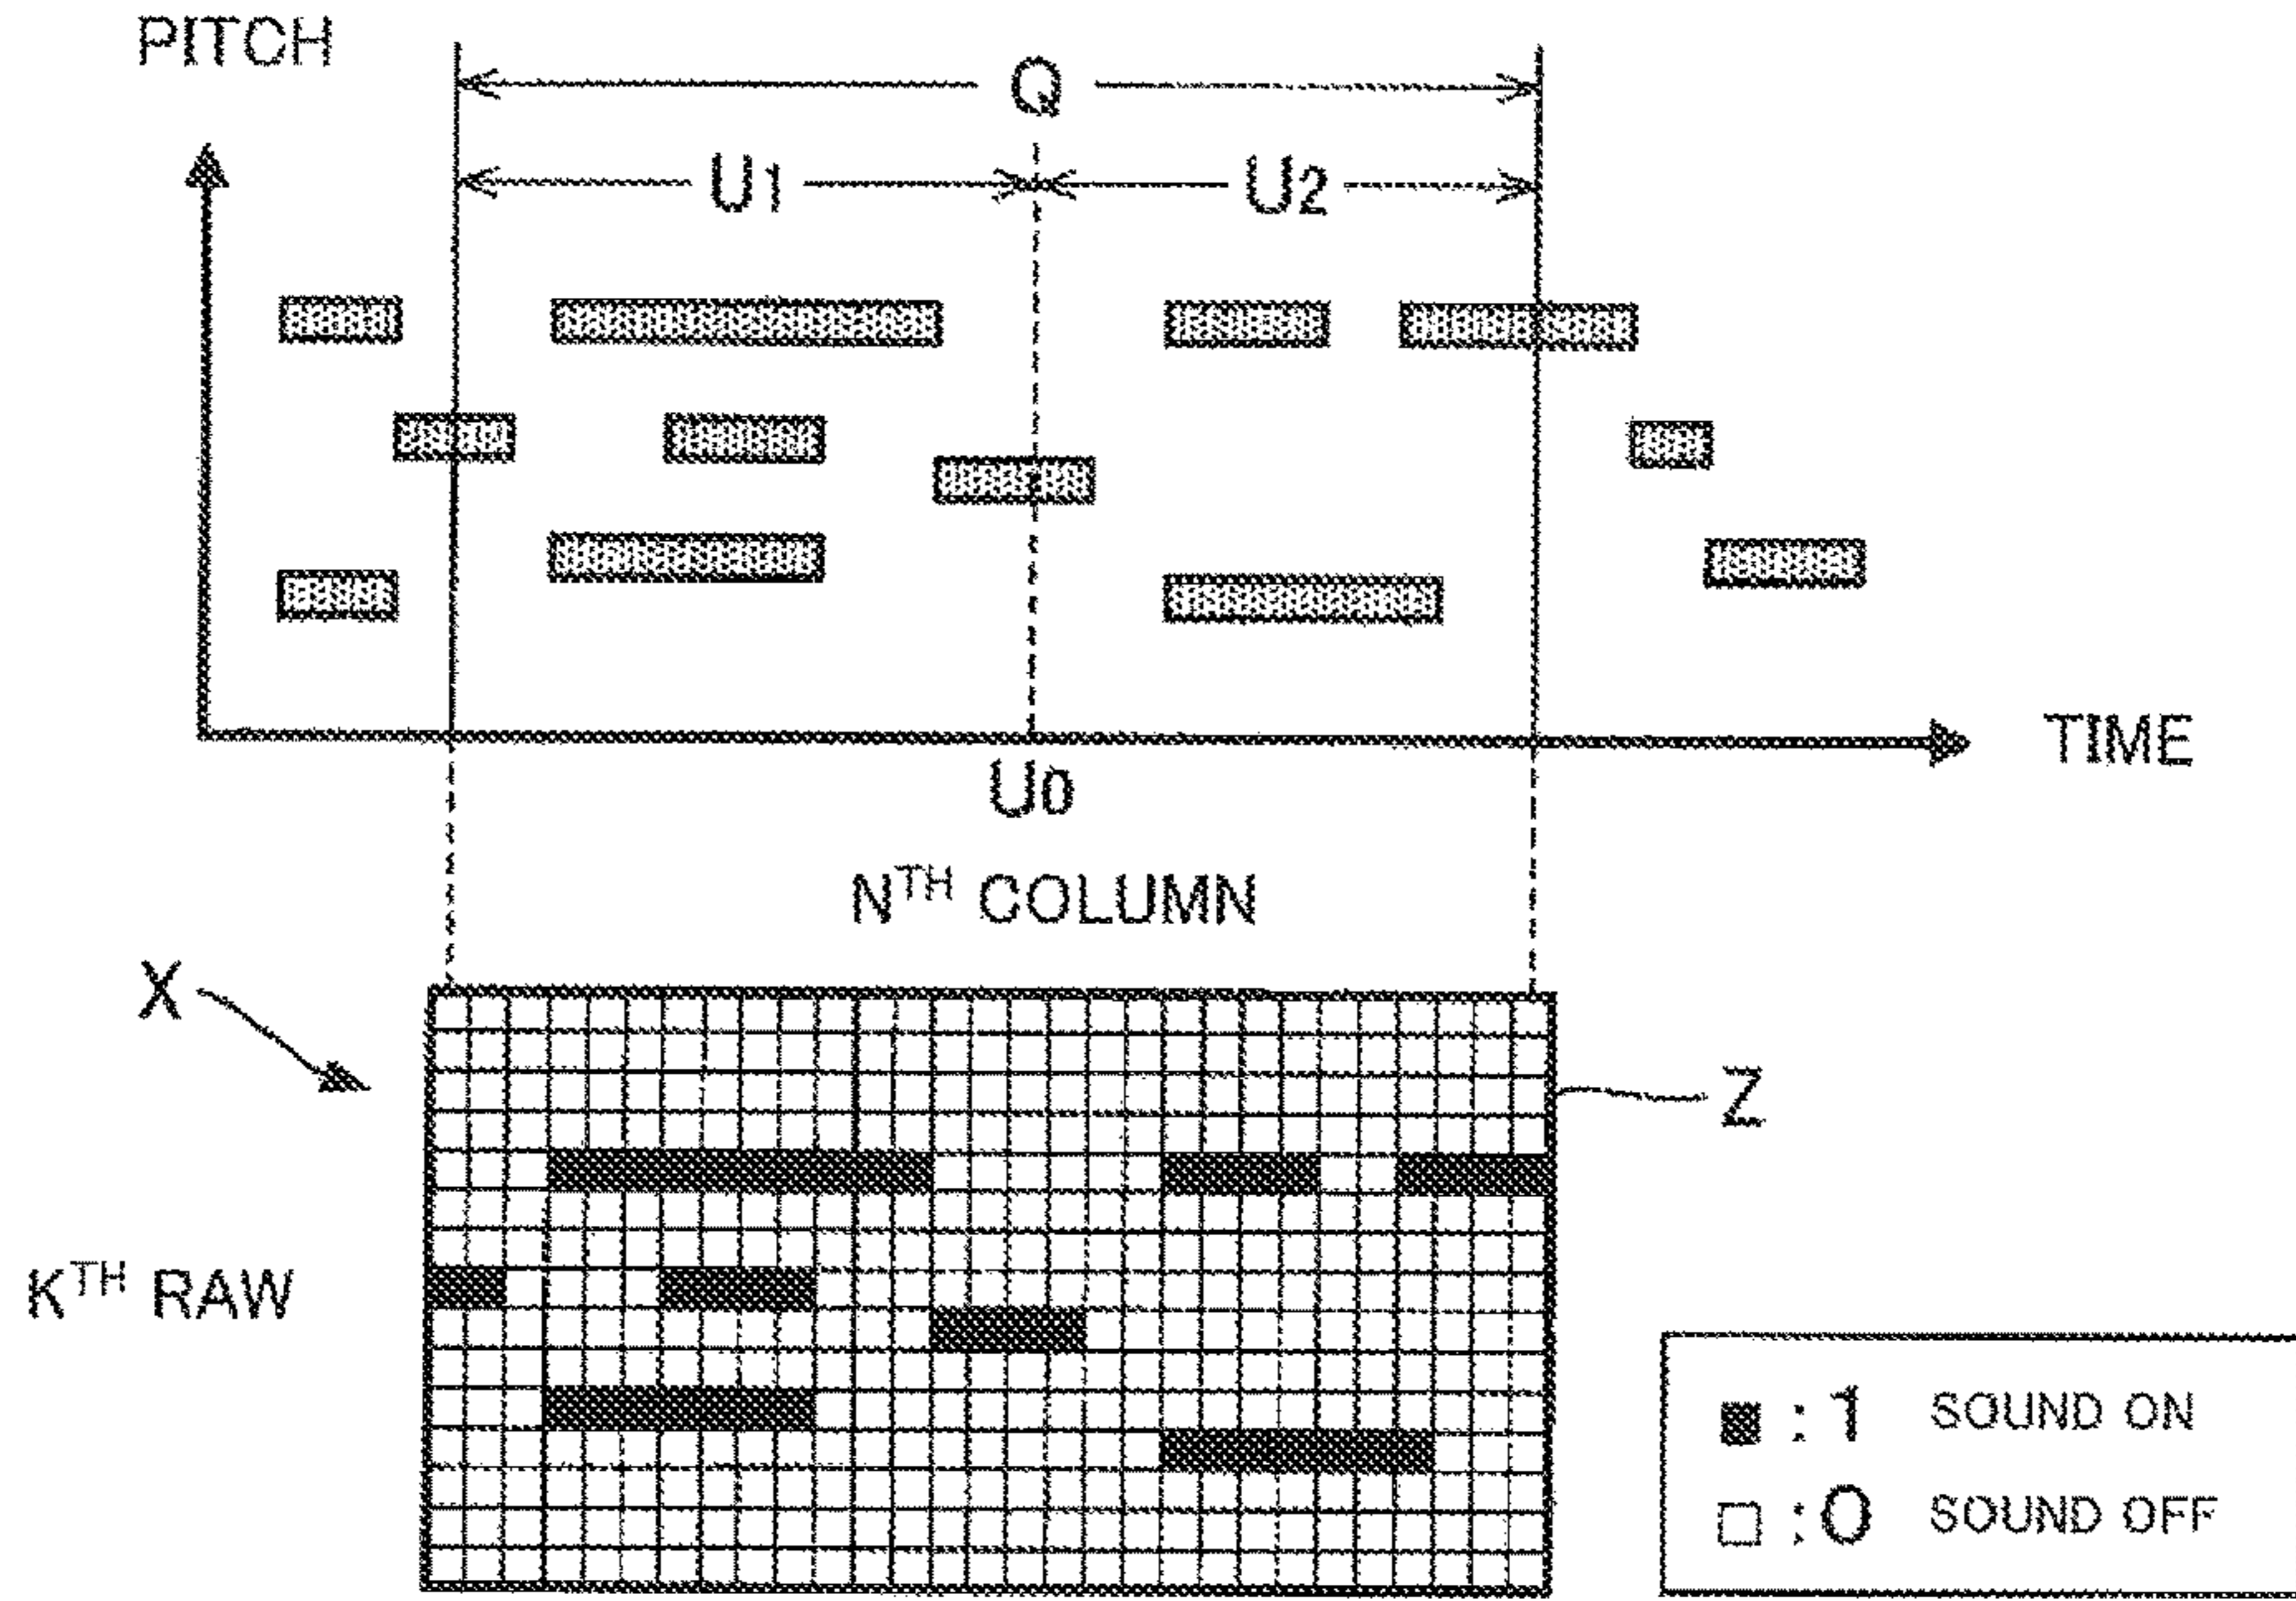 PITCH
Q
U1
U2
TIME
U0
NTH COLUMN
X
Z
KTH RAW
:1 SOUND ON
:0 SOUND OFF